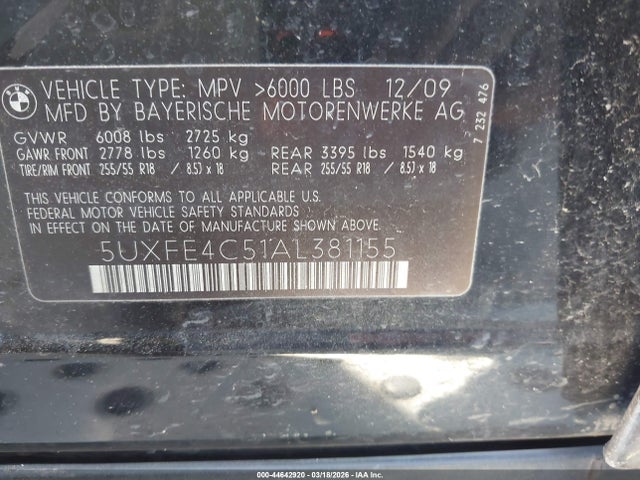 BMW
VEHICLE TYPE: MPV >6000 LBS 12/09
MFD BY BAYERISCHE MOTORENWERKE AG
GVWR 6008 lbs 2725 kg
GAWR FRONT 2778 lbs 1260 kg REAR 3395 lbs 1540 kg
TIRE/RIM FRONT 255/55 R18 / 8.5J x 18 REAR 255/55 R18 / 8.5J x 18
THIS VEHICLE CONFORMS TO ALL APPLICABLE U.S.
FEDERAL MOTOR VEHICLE SAFETY STANDARDS
IN EFFECT ON THE DATE OF MANUFACTURE SHOWN ABOVE.
5UXFE4C51AL381155
7 232 476
000-44642920 - 03/18/2026 - IAAI Inc.